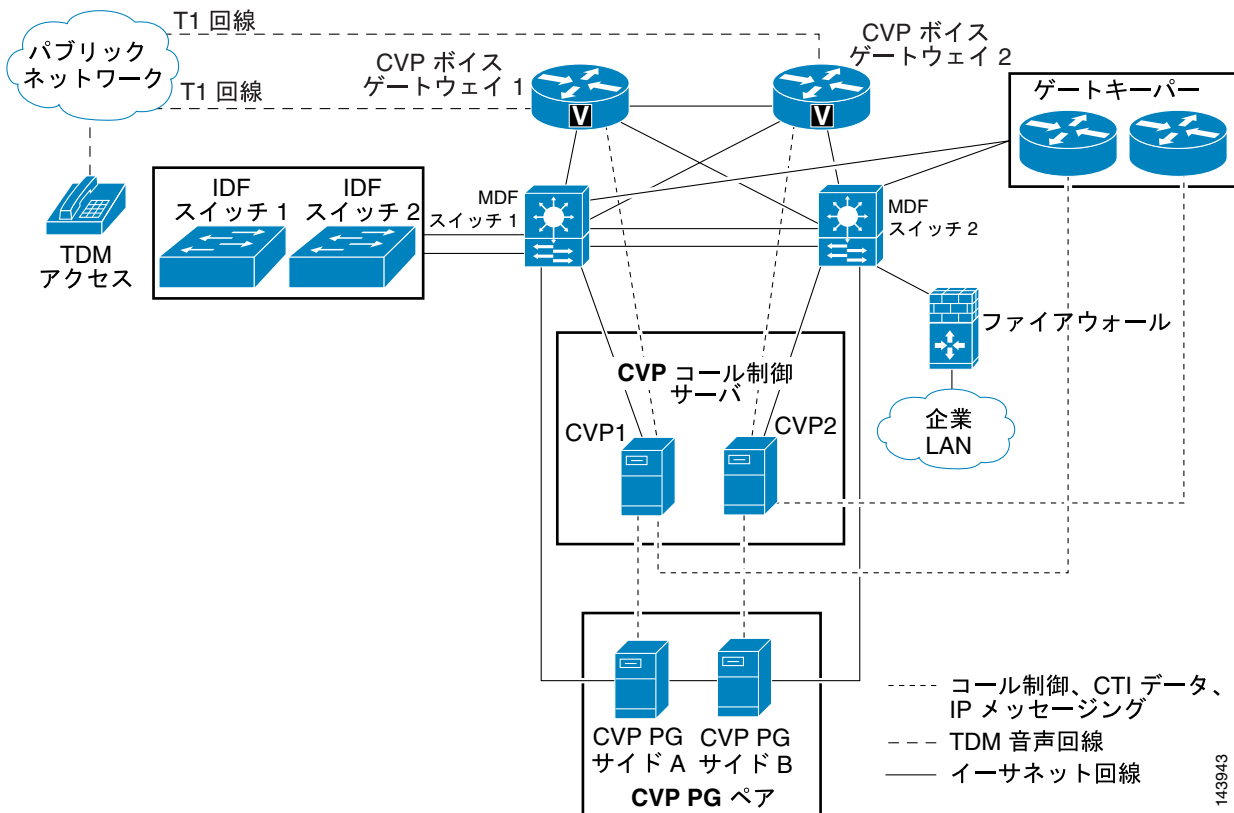 T1 回線
パブリック
ネットワーク
T1 回線
CVP ボイス
ゲートウェイ 1
CVP ボイス
ゲートウェイ 2
V
V
ゲートキーパー
IDF
スイッチ 1
IDF
スイッチ 2
MDF
スイッチ 1
MDF
スイッチ 2
TDM
アクセス
ファイアウォール
企業
LAN
CVP コール制御
サーバ
CVP1
CVP2
CVP PG
サイド A
CVP PG
サイド B
CVP PG ペア
コール制御、CTI データ、
IP メッセージング
TDM 音声回線
イーサネット回線
143943